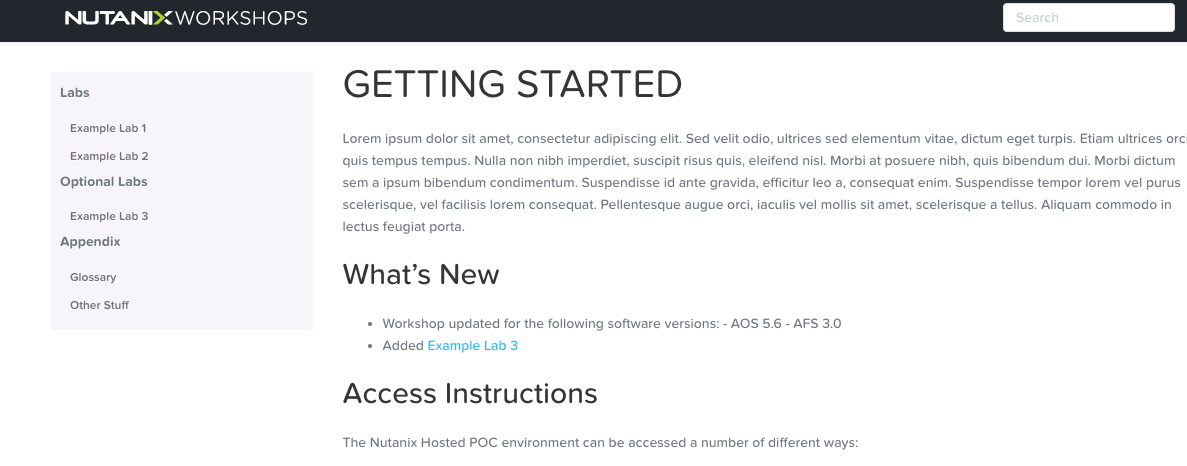 NUTANIXWORKSHOPS
Search
Labs
Example Lab 1
Example Lab 2
Optional Labs
Example Lab 3
Appendix
Glossary
Other Stuff
GETTING STARTED
Lorem ipsum dolor sit amet, consectetur adipiscing elit. Sed velit odio, ultrices sed elementum vitae, dictum eget turpis. Etiam ultrices orci
quis tempus tempus. Nulla non nibh imperdiet, suscipit risus quis, eleifend nisl. Morbi at posuere nibh, quis bibendum dui. Morbi dictum
sem a ipsum bibendum condimentum. Suspendisse id ante gravida, efficitur leo a, consequat enim. Suspendisse tempor lorem vel purus
scelerisque, vel facilisis lorem consequat. Pellentesque augue orci, iaculis vel mollis sit amet, scelerisque a tellus. Aliquam commodo in
lectus feugiat porta.
What's New
• Workshop updated for the following software versions: - AOS 5.6 - AFS 3.0
• Added Example Lab 3
Access Instructions
The Nutanix Hosted POC environment can be accessed a number of different ways: